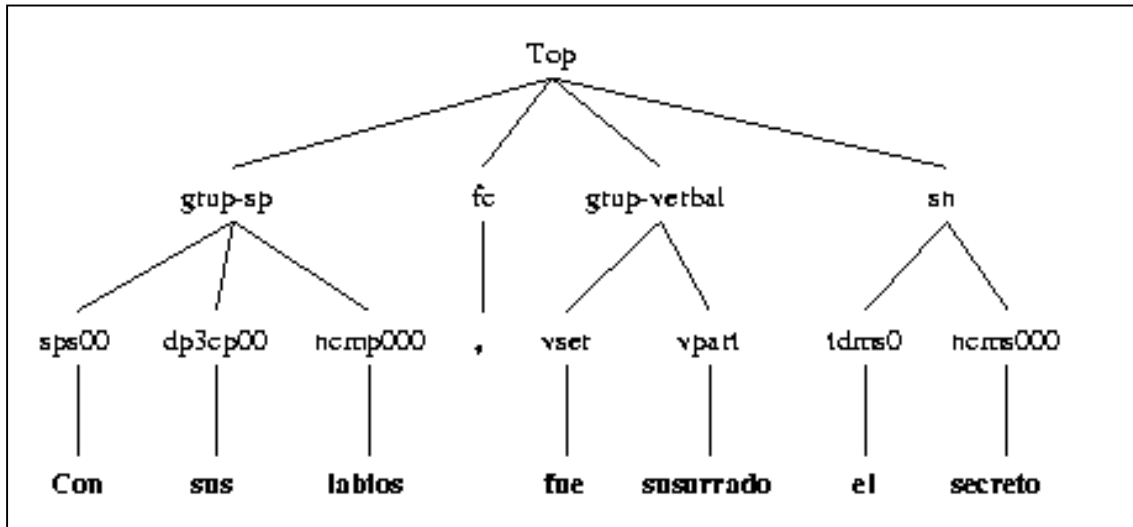 Top
grup-sp fc grup-verbal sn
sps00 dp3cp00 ncmp000 , vser vpart tdms0 ncms000
Con sus labios fue susurrado el secreto